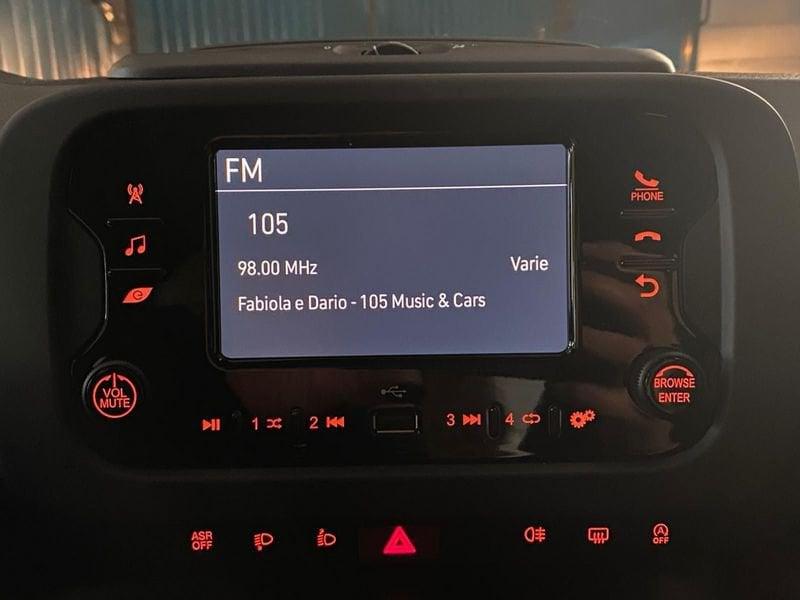 FM
105
98.00 MHz
Varie
Fabiola e Dario - 105 Music & Cars
PHONE
VOL
MUTE
BROWSE
ENTER
1
2
3
4
ASR
OFF
A
OFF